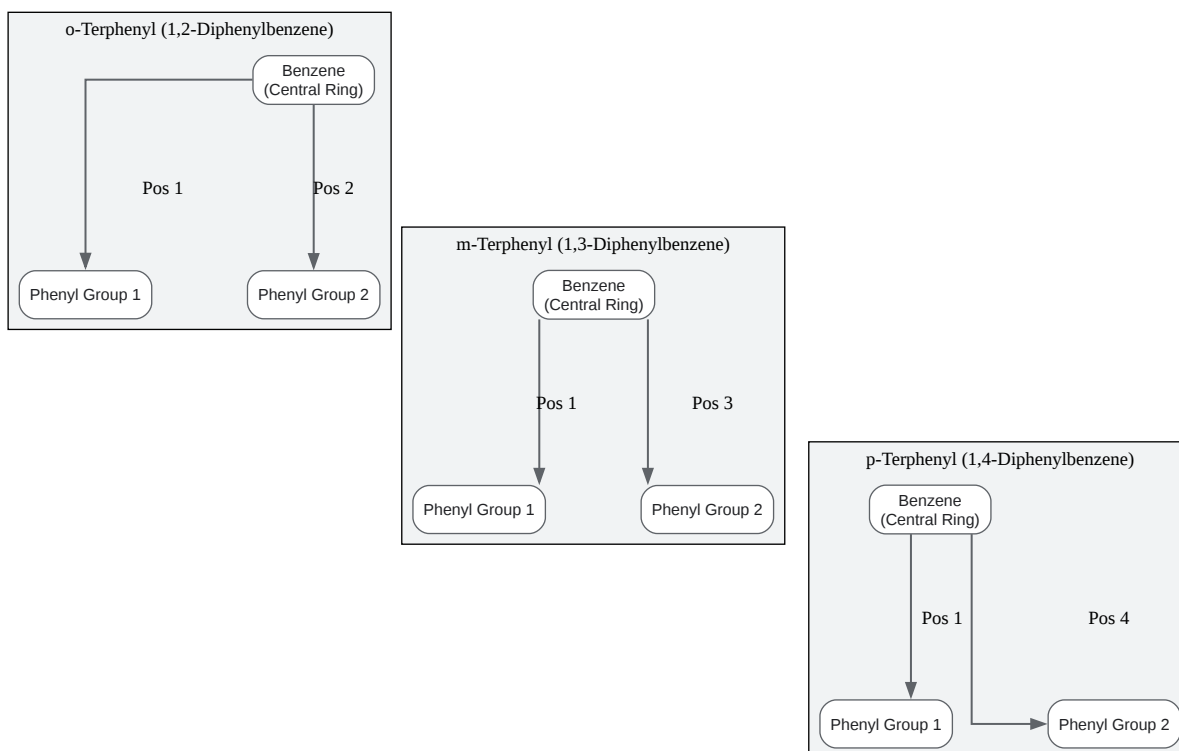 o-Terphenyl (1,2-Diphenylbenzene)
Benzene
(Central Ring)
Pos 1
Pos 2
Phenyl Group 1
Phenyl Group 2
m-Terphenyl (1,3-Diphenylbenzene)
Benzene
(Central Ring)
Pos 1
Pos 3
Phenyl Group 1
Phenyl Group 2
p-Terphenyl (1,4-Diphenylbenzene)
Benzene
(Central Ring)
Pos 1
Pos 4
Phenyl Group 1
Phenyl Group 2